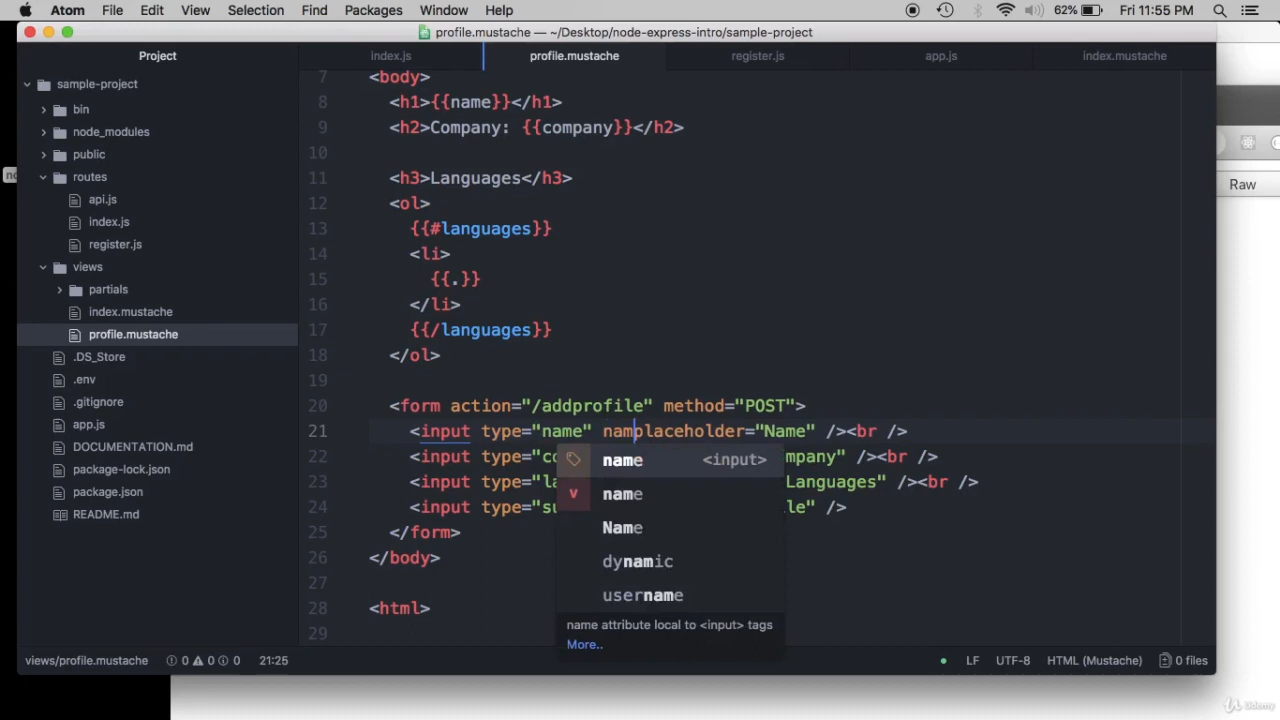 Atom File Edit View Selection Find Packages Window Help 62% Fri 11:55 PM
profile.mustache — ~/Desktop/node-express-intro/sample-project
Project index.js profile.mustache register.js app.js index.mustache
sample-project
bin
node_modules
public
routes
api.js
index.js
register.js
views
partials
index.mustache
profile.mustache
.DS_Store
.env
.gitignore
app.js
DOCUMENTATION.md
package-lock.json
package.json
README.md
7 <body>
8 <h1>{{name}}</h1>
9 <h2>Company: {{company}}</h2>
10
11 <h3>Languages</h3>
12 <ol>
13 {{#languages}}
14 <li>
15 {{.}}
16 </li>
17 {{/languages}}
18 </ol>
19
20 <form action="/addprofile" method="POST">
21 <input type="name" namplaceholder="Name" /><br />
22 <input type="co mpany" /><br />
23 <input type="la Languages" /><br />
24 <input type="su le" />
25 </form>
26 </body>
27
28 <html>
29
name <input>
name
Name
dynamic
username
name attribute local to <input> tags
More..
views/profile.mustache 0 0 0 21:25 LF UTF-8 HTML (Mustache) 0 files
Raw
Udemy